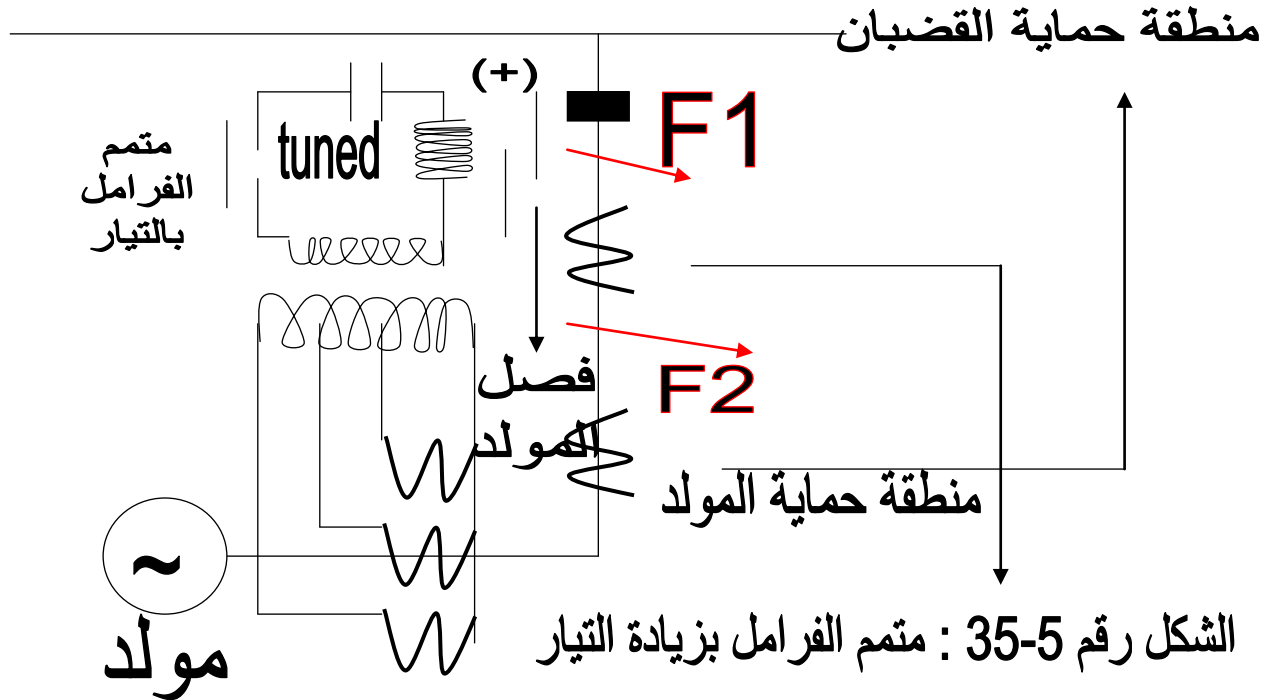 منطقة حماية القضبان
(+)
F1
tuned
متمم
الفرامل
بالتيار
فصل
المولد
F2
منطقة حماية المولد
~
مولد
الشكل رقم 5-35 : متمم الفرامل بزيادة التيار